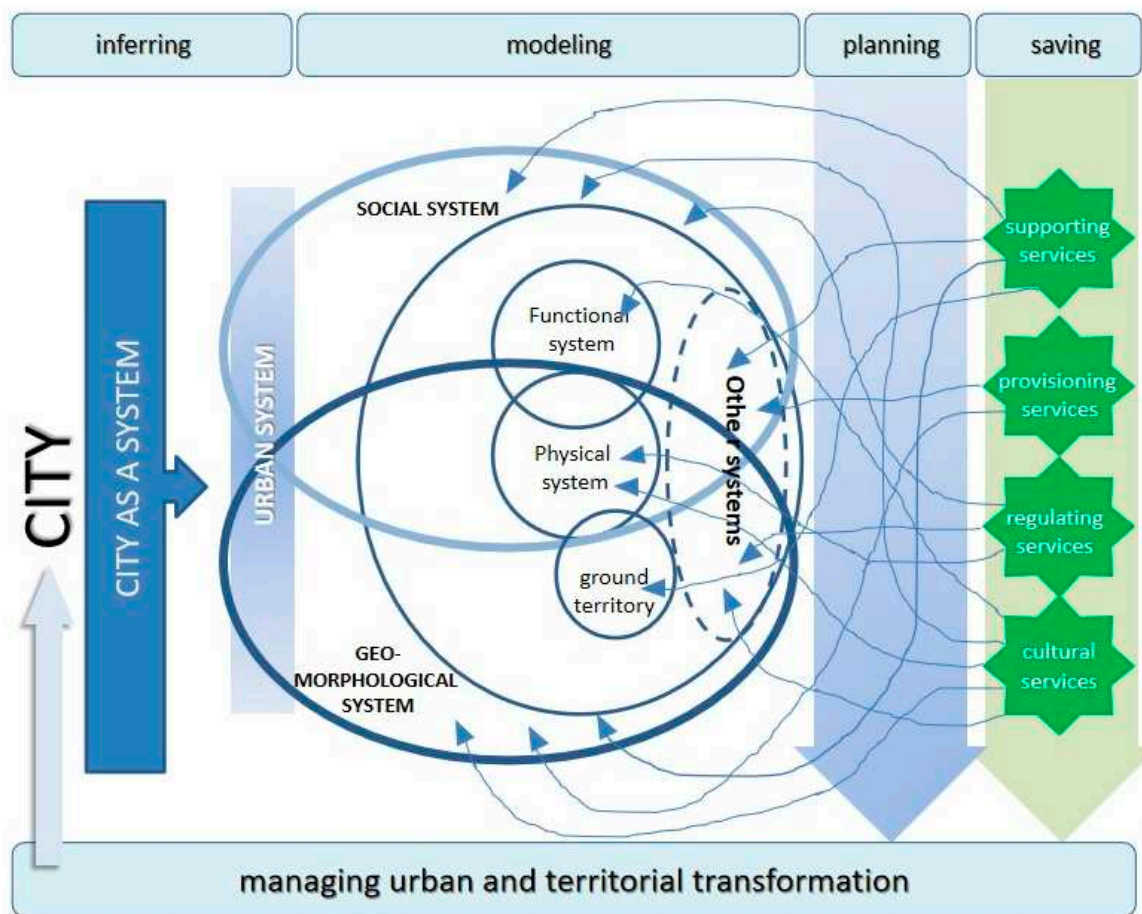 inferring
modeling
planning
saving
CITY
CITY AS A SYSTEM
URBAN SYSTEM
SOCIAL SYSTEM
Functional
system
Physical
system
ground
territory
Other systems
GEO-
MORPHOLOGICAL
SYSTEM
supporting
services
provisioning
services
regulating
services
cultural
services
managing urban and territorial transformation